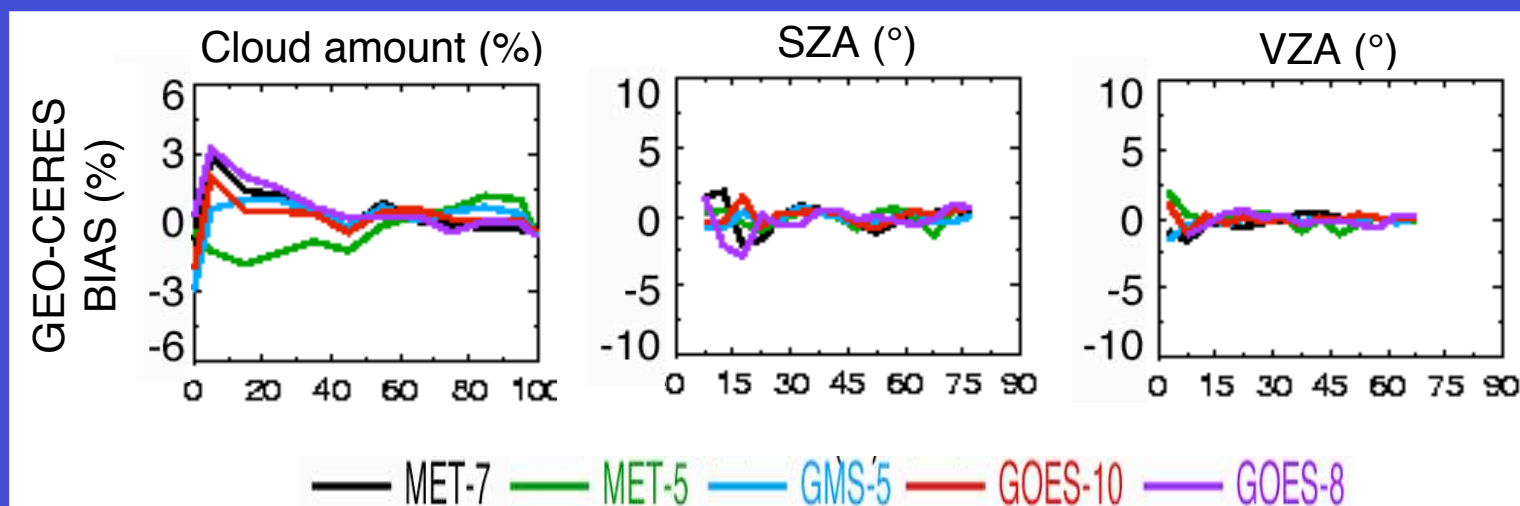 Cloud amount (%)
SZA (°)
VZA (°)
GEO-CERES
BIAS (%)
6
3
0
-3
-6
0 20 40 60 80 100
10
5
0
-5
-10
0 15 30 45 60 75 90
10
5
0
-5
-10
0 15 30 45 60 75 90
MET-7 MET-5 GMS-5 GOES-10 GOES-8